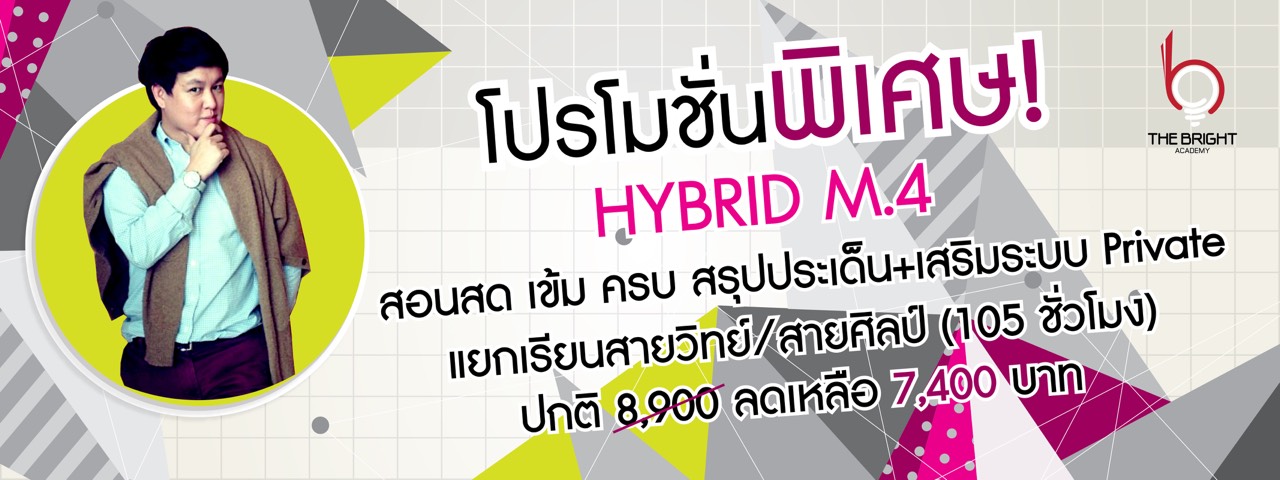 โปรโมชั่นพิเศษ!
HYBRID M.4
สอนสด เข้ม ครบ สรุปประเด็น+เสริมระบบ Private
แยกเรียนสายวิทย์/สายศิลป์ (105 ชั่วโมง)
ปกติ 8,900 ลดเหลือ 7,400 บาท
THE BRIGHT
ACADEMY